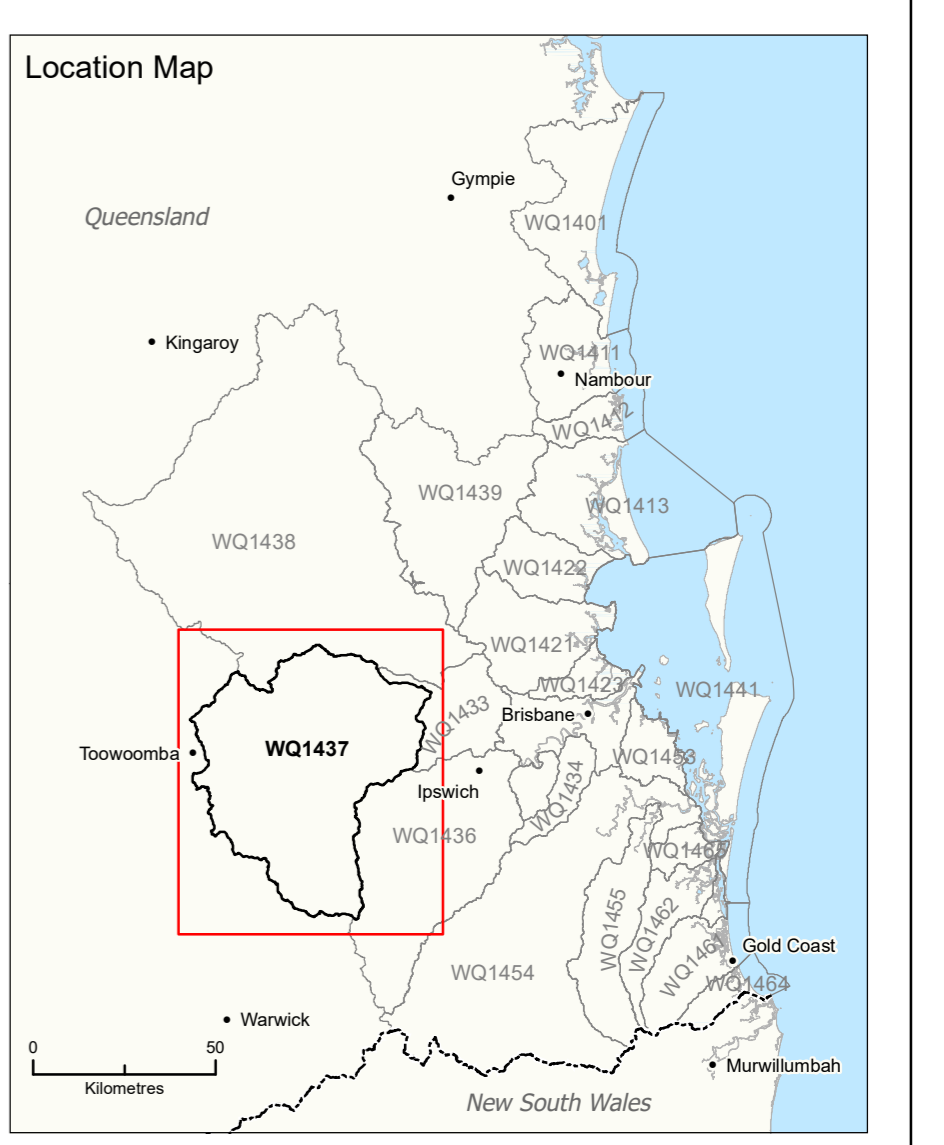 Location Map
Gympie
Queensland
WQ1401
Kingaroy
WQ1411
Nambour
WQ1412
WQ1439
WQ1413
WQ1438
WQ1422
WQ1421
WQ1423
WQ1441
WQ1433
Brisbane
WQ1437
Toowoomba
WQ1453
Ipswich
WQ1434
WQ1436
WQ1465
WQ1455
WQ1462
WQ1461
Gold Coast
WQ1454
WQ1464
Warwick
0 50
Kilometres
Murwillumbah
New South Wales